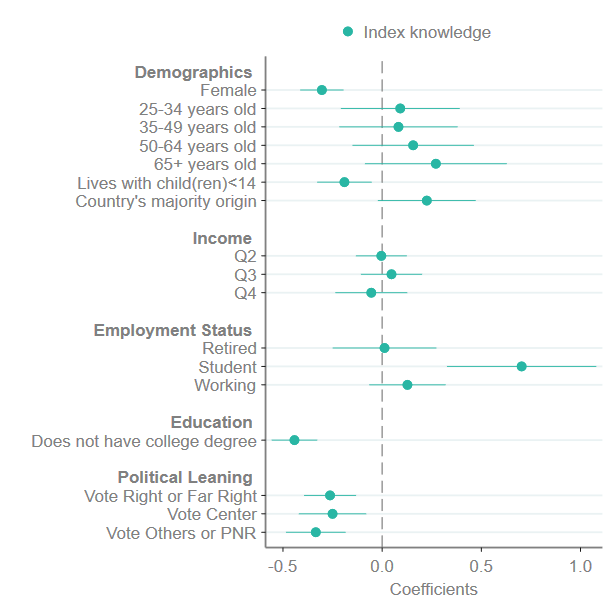 Index knowledge
Demographics
Female
25-34 years old
35-49 years old
50-64 years old
65+ years old
Lives with child(ren)<14
Country's majority origin
Income
Q2
Q3
Q4
Employment Status
Retired
Student
Working
Education
Does not have college degree
Political Leaning
Vote Right or Far Right
Vote Center
Vote Others or PNR
-0.5 0.0 0.5 1.0
Coefficients